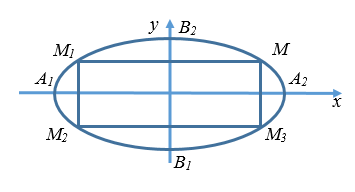 y B₂
M₁ M
A₁ A₂
x
M₂ M₃
B₁